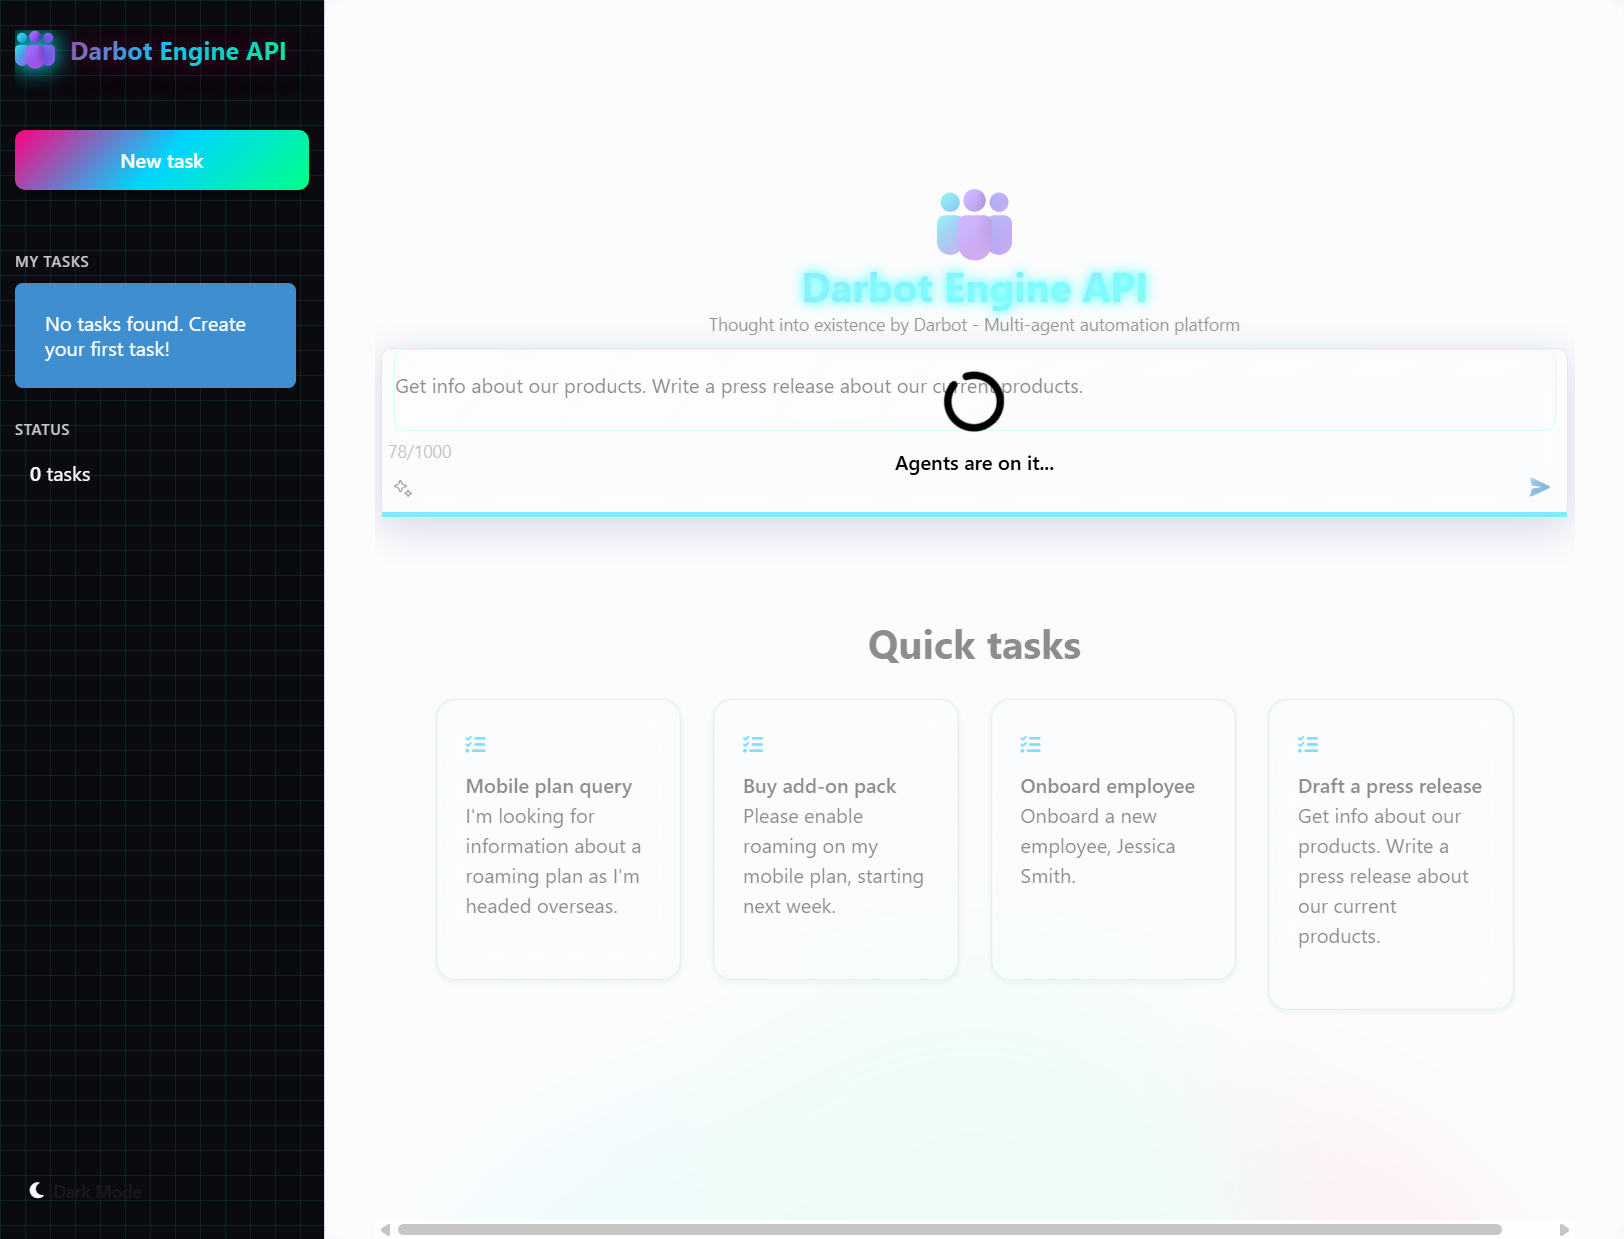 Darbot Engine API
New task
MY TASKS
No tasks found. Create
your first task!
STATUS
0 tasks
Dark Mode
Darbot Engine API
Thought into existence by Darbot - Multi-agent automation platform
Get info about our products. Write a press release about our current products.
78/1000
Agents are on it...
Quick tasks
Mobile plan query
I'm looking for
information about a
roaming plan as I'm
headed overseas.
Buy add-on pack
Please enable
roaming on my
mobile plan, starting
next week.
Onboard employee
Onboard a new
employee, Jessica
Smith.
Draft a press release
Get info about our
products. Write a
press release about
our current
products.